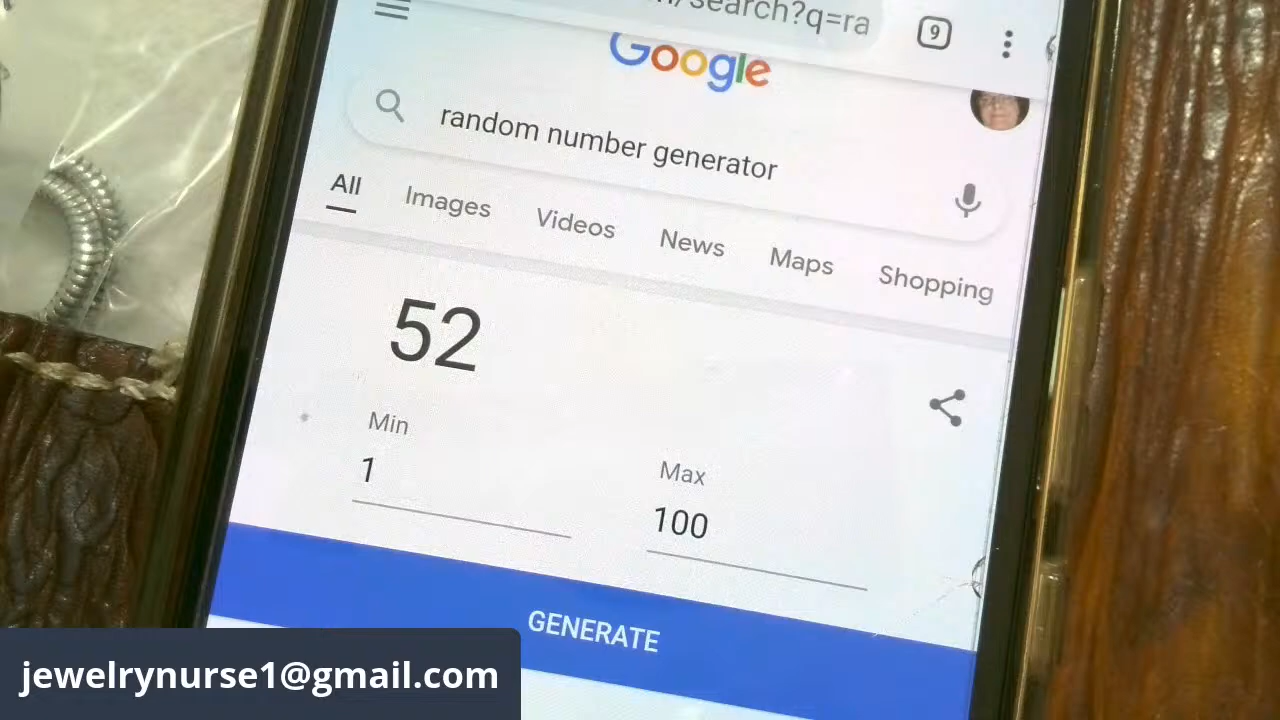 /search?q=ra
9
Google
random number generator
All Images Videos News Maps Shopping
52
Min
1
Max
100
GENERATE
jewelrynurse1@gmail.com